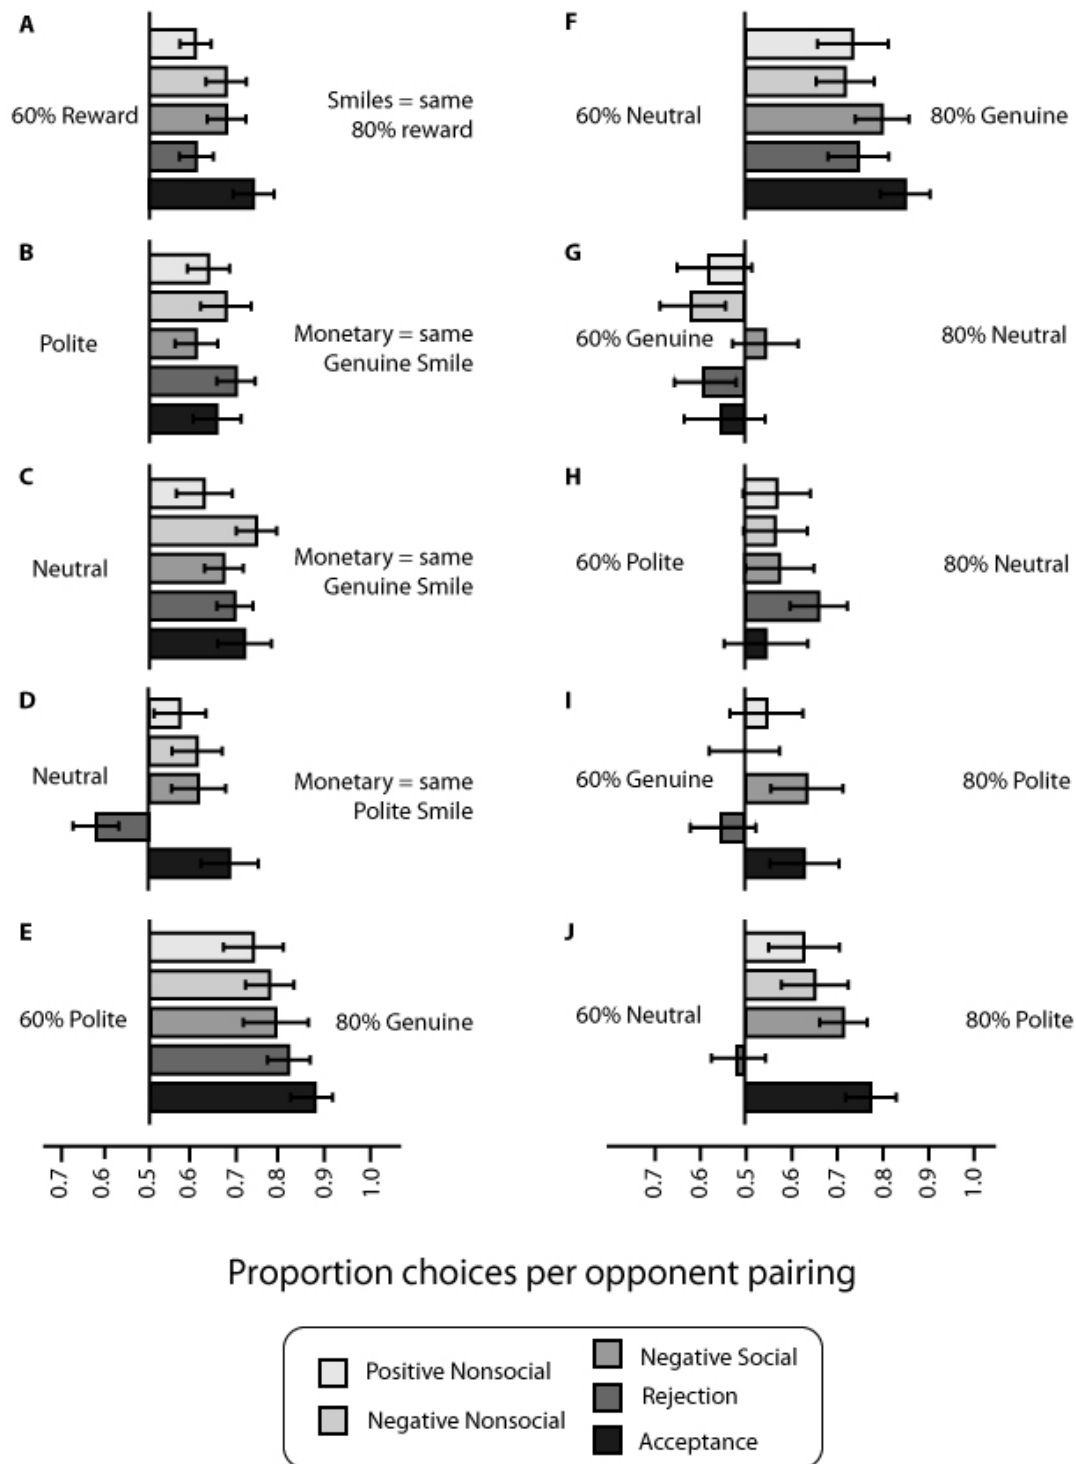 A
60% Reward
Smiles = same
80% reward
B
Polite
Monetary = same
Genuine Smile
C
Neutral
Monetary = same
Genuine Smile
D
Neutral
Monetary = same
Polite Smile
E
60% Polite
80% Genuine
0.7 0.6 0.5 0.6 0.7 0.8 0.9 1.0
F
60% Neutral
80% Genuine
G
60% Genuine
80% Neutral
H
60% Polite
80% Neutral
I
60% Genuine
80% Polite
J
60% Neutral
80% Polite
0.7 0.6 0.5 0.6 0.7 0.8 0.9 1.0
Proportion choices per opponent pairing
Positive Nonsocial
Negative Nonsocial
Negative Social
Rejection
Acceptance